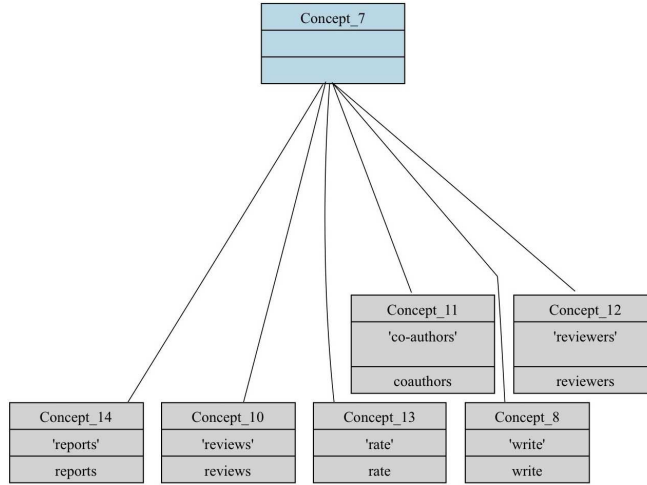 Concept_7
Concept_11
'co-authors'
coauthors
Concept_12
'reviewers'
reviewers
Concept_14
'reports'
reports
Concept_10
'reviews'
reviews
Concept_13
'rate'
rate
Concept_8
'write'
write